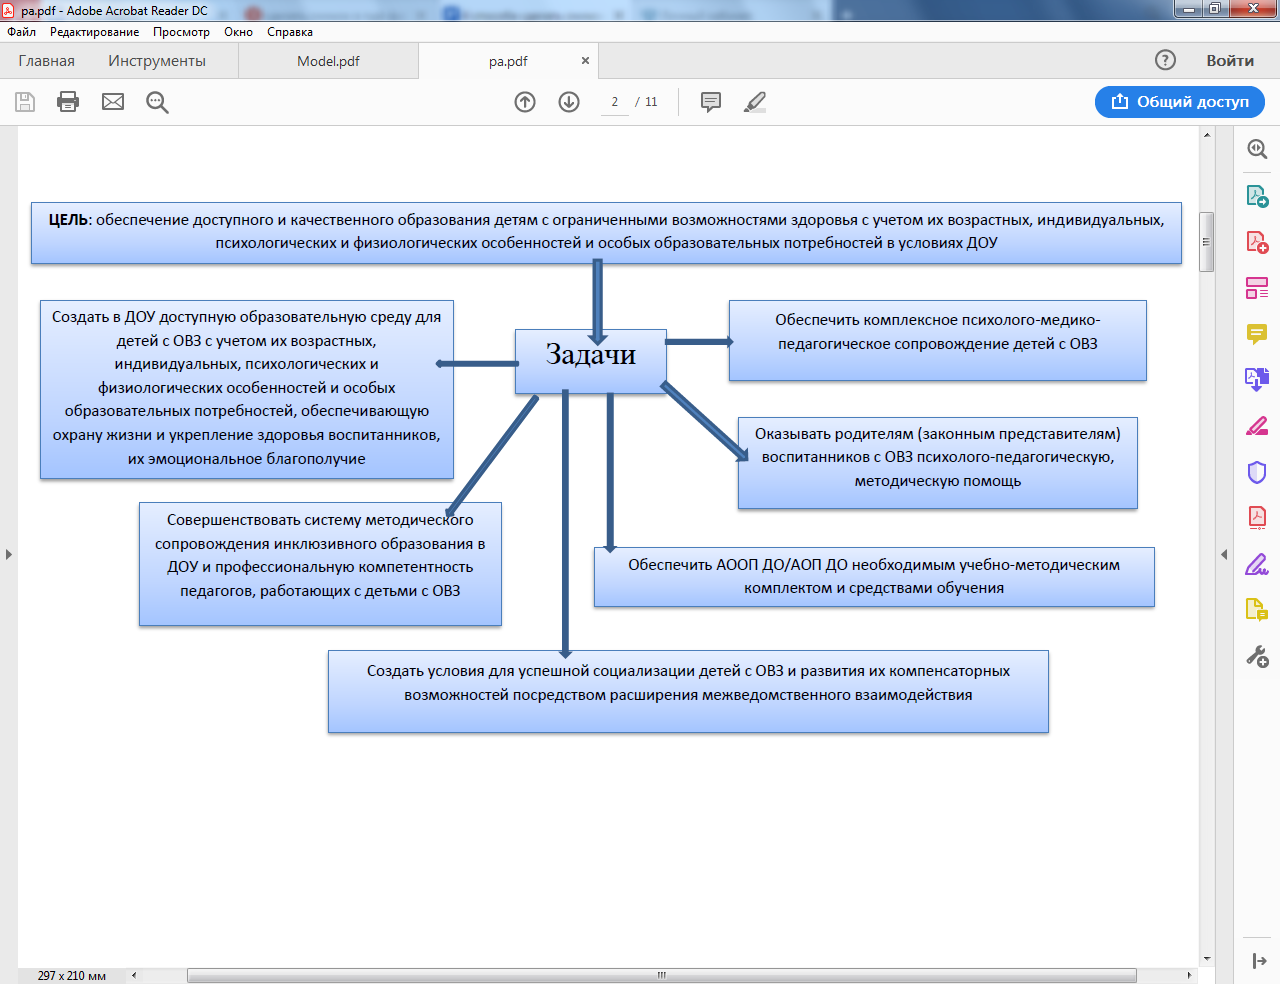 pa.pdf - Adobe Acrobat Reader DC
Файл Редактирование Просмотр Окно Справка
Главная Инструменты Model.pdf pa.pdf × ? Войти
2 / 11 Общий доступ
ЦЕЛЬ: обеспечение доступного и качественного образования детям с ограниченными возможностями здоровья с учетом их возрастных, индивидуальных,
психологических и физиологических особенностей и особых образовательных потребностей в условиях ДОУ
Задачи
Создать в ДОУ доступную образовательную среду для
детей с ОВЗ с учетом их возрастных,
индивидуальных, психологических и
физиологических особенностей и особых
образовательных потребностей, обеспечивающую
охрану жизни и укрепление здоровья воспитанников,
их эмоциональное благополучие
Обеспечить комплексное психолого-медико-
педагогическое сопровождение детей с ОВЗ
Оказывать родителям (законным представителям)
воспитанников с ОВЗ психолого-педагогическую,
методическую помощь
Совершенствовать систему методического
сопровождения инклюзивного образования в
ДОУ и профессиональную компетентность
педагогов, работающих с детьми с ОВЗ
Обеспечить АООП ДО/АОП ДО необходимым учебно-методическим
комплектом и средствами обучения
Создать условия для успешной социализации детей с ОВЗ и развития их компенсаторных
возможностей посредством расширения межведомственного взаимодействия
297 x 210 мм